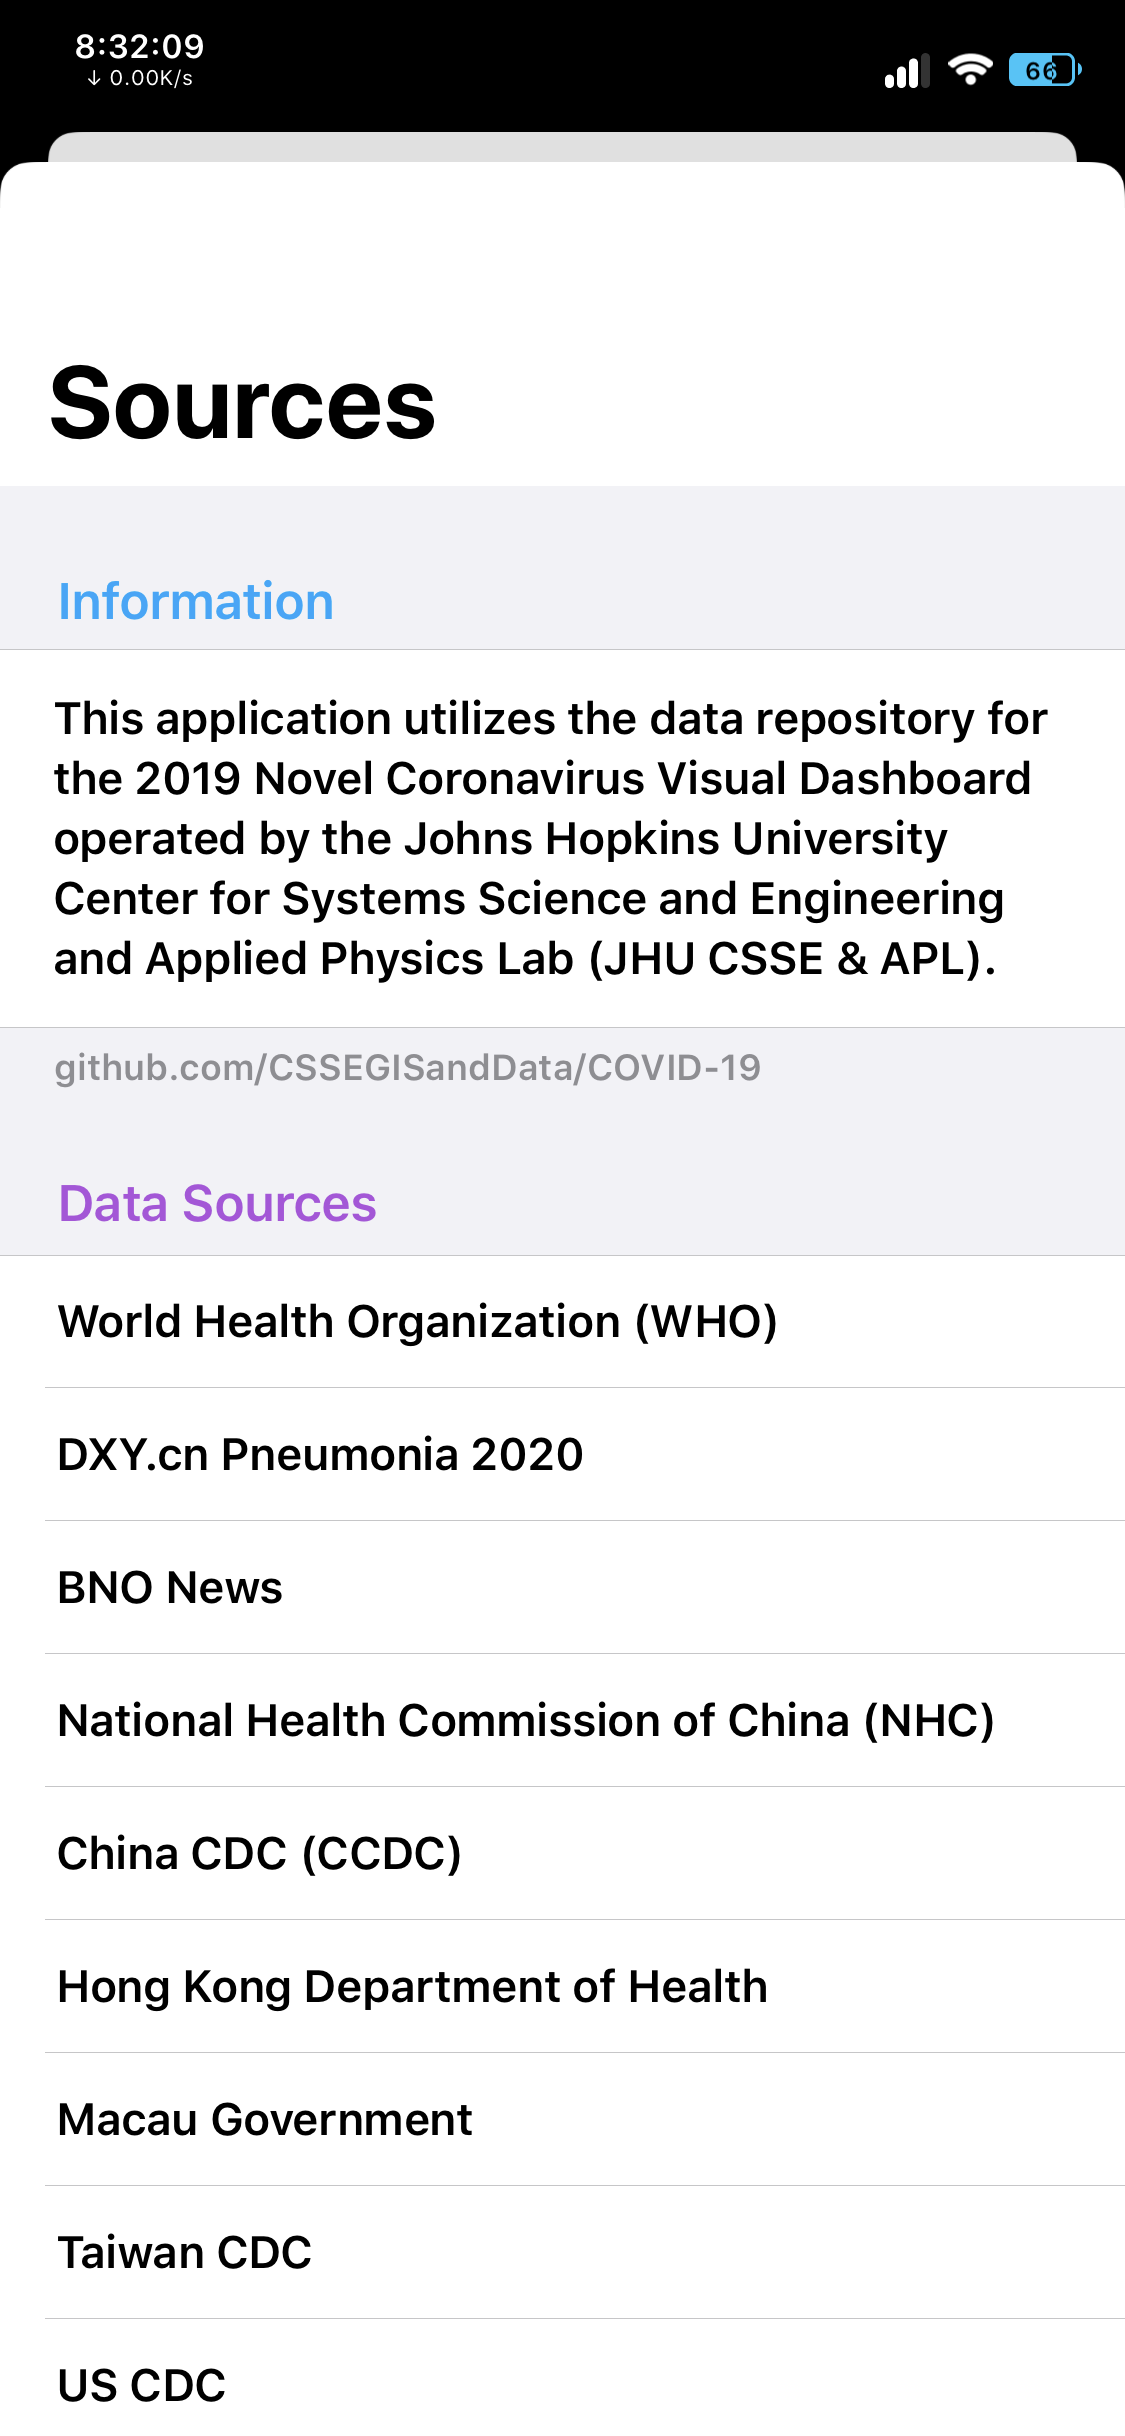 8:32:09
↓ 0.00K/s
66
Sources
Information
This application utilizes the data repository for
the 2019 Novel Coronavirus Visual Dashboard
operated by the Johns Hopkins University
Center for Systems Science and Engineering
and Applied Physics Lab (JHU CSSE & APL).
github.com/CSSEGISandData/COVID-19
Data Sources
World Health Organization (WHO)
DXY.cn Pneumonia 2020
BNO News
National Health Commission of China (NHC)
China CDC (CCDC)
Hong Kong Department of Health
Macau Government
Taiwan CDC
US CDC